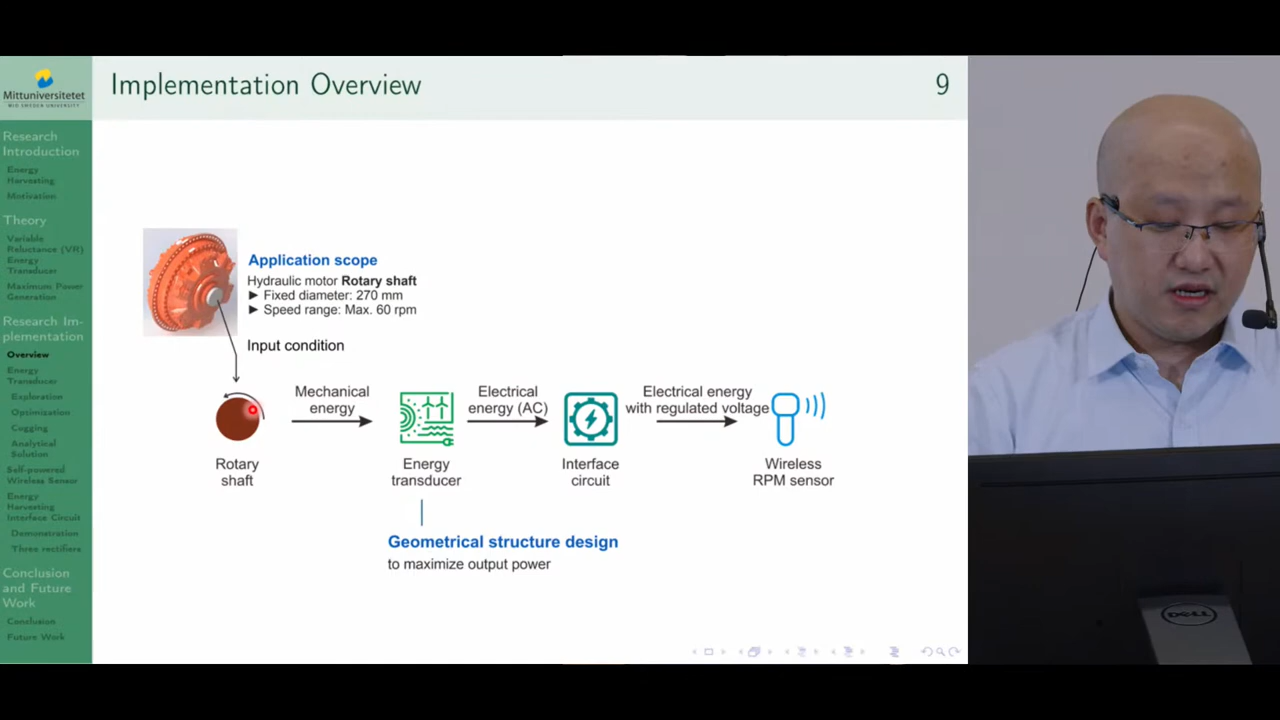 Mittuniversitetet
MID SWEDEN UNIVERSITY
Implementation Overview
9
Research
Introduction
Energy
Harvesting
Motivation
Theory
Variable
Reluctance (VR)
Energy
Transducer
Maximum Power
Generation
Research Im-
plementation
Overview
Energy
Transducer
Exploration
Optimization
Cogging
Analytical
Solution
Self-powered
Wireless Sensor
Energy
Harvesting
Interface Circuit
Demonstration
Three rectifiers
Conclusion
and Future
Work
Conclusion
Future Work
Application scope
Hydraulic motor Rotary shaft
► Fixed diameter: 270 mm
► Speed range: Max. 60 rpm
Input condition
Mechanical
energy
Electrical
energy (AC)
Electrical energy
with regulated voltage
Rotary
shaft
Energy
transducer
Interface
circuit
Wireless
RPM sensor
Geometrical structure design
to maximize output power
DELL